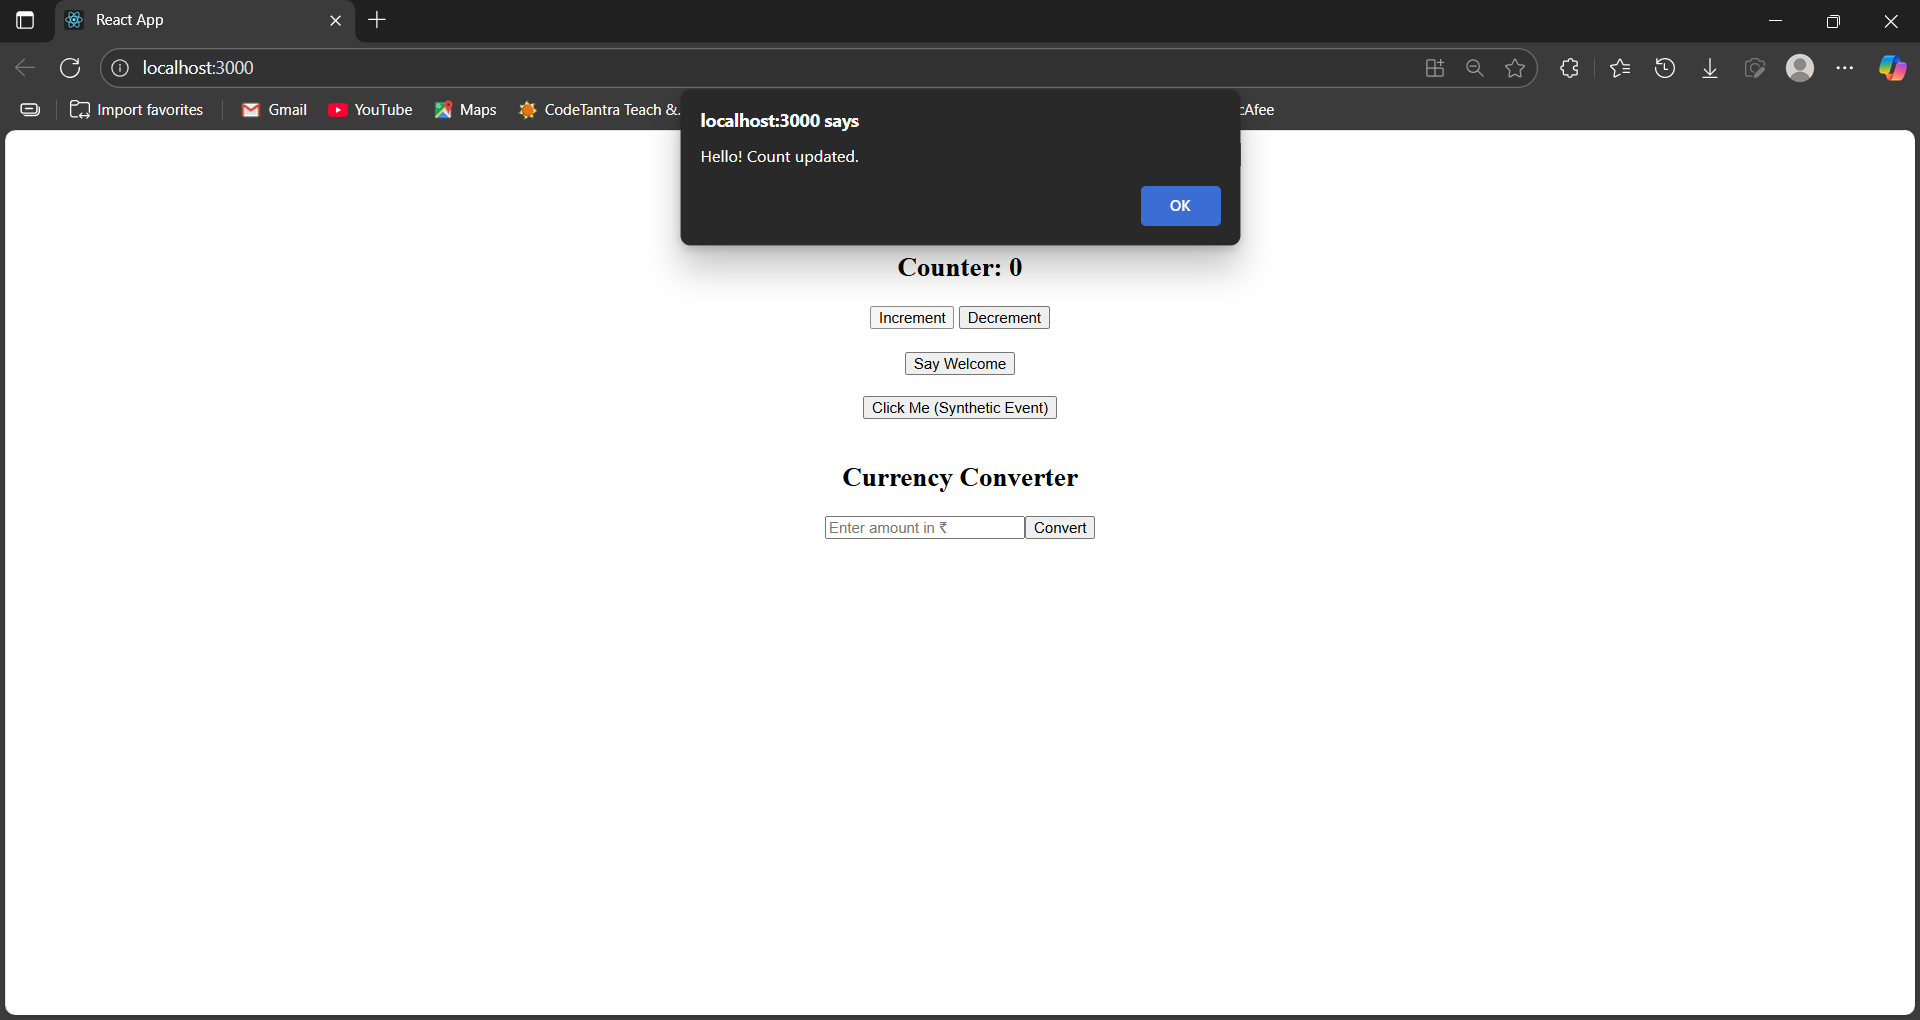 React App
localhost:3000
Import favorites
Gmail
YouTube
Maps
CodeTantra Teach &
cAfee
localhost:3000 says
Hello! Count updated.
OK
Counter: 0
Increment
Decrement
Say Welcome
Click Me (Synthetic Event)
Currency Converter
Enter amount in ₹
Convert